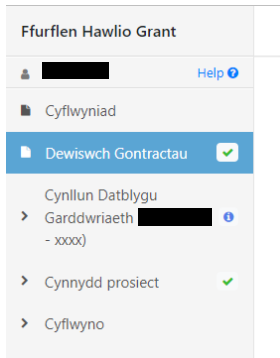 Ffurflen Hawlio Grant
Help
Cyflwyniad
Dewiswch Gontractau
Cynllun Datblygu
Garddwriaeth
- xxxx)
Cynnydd prosiect
Cyflwyno